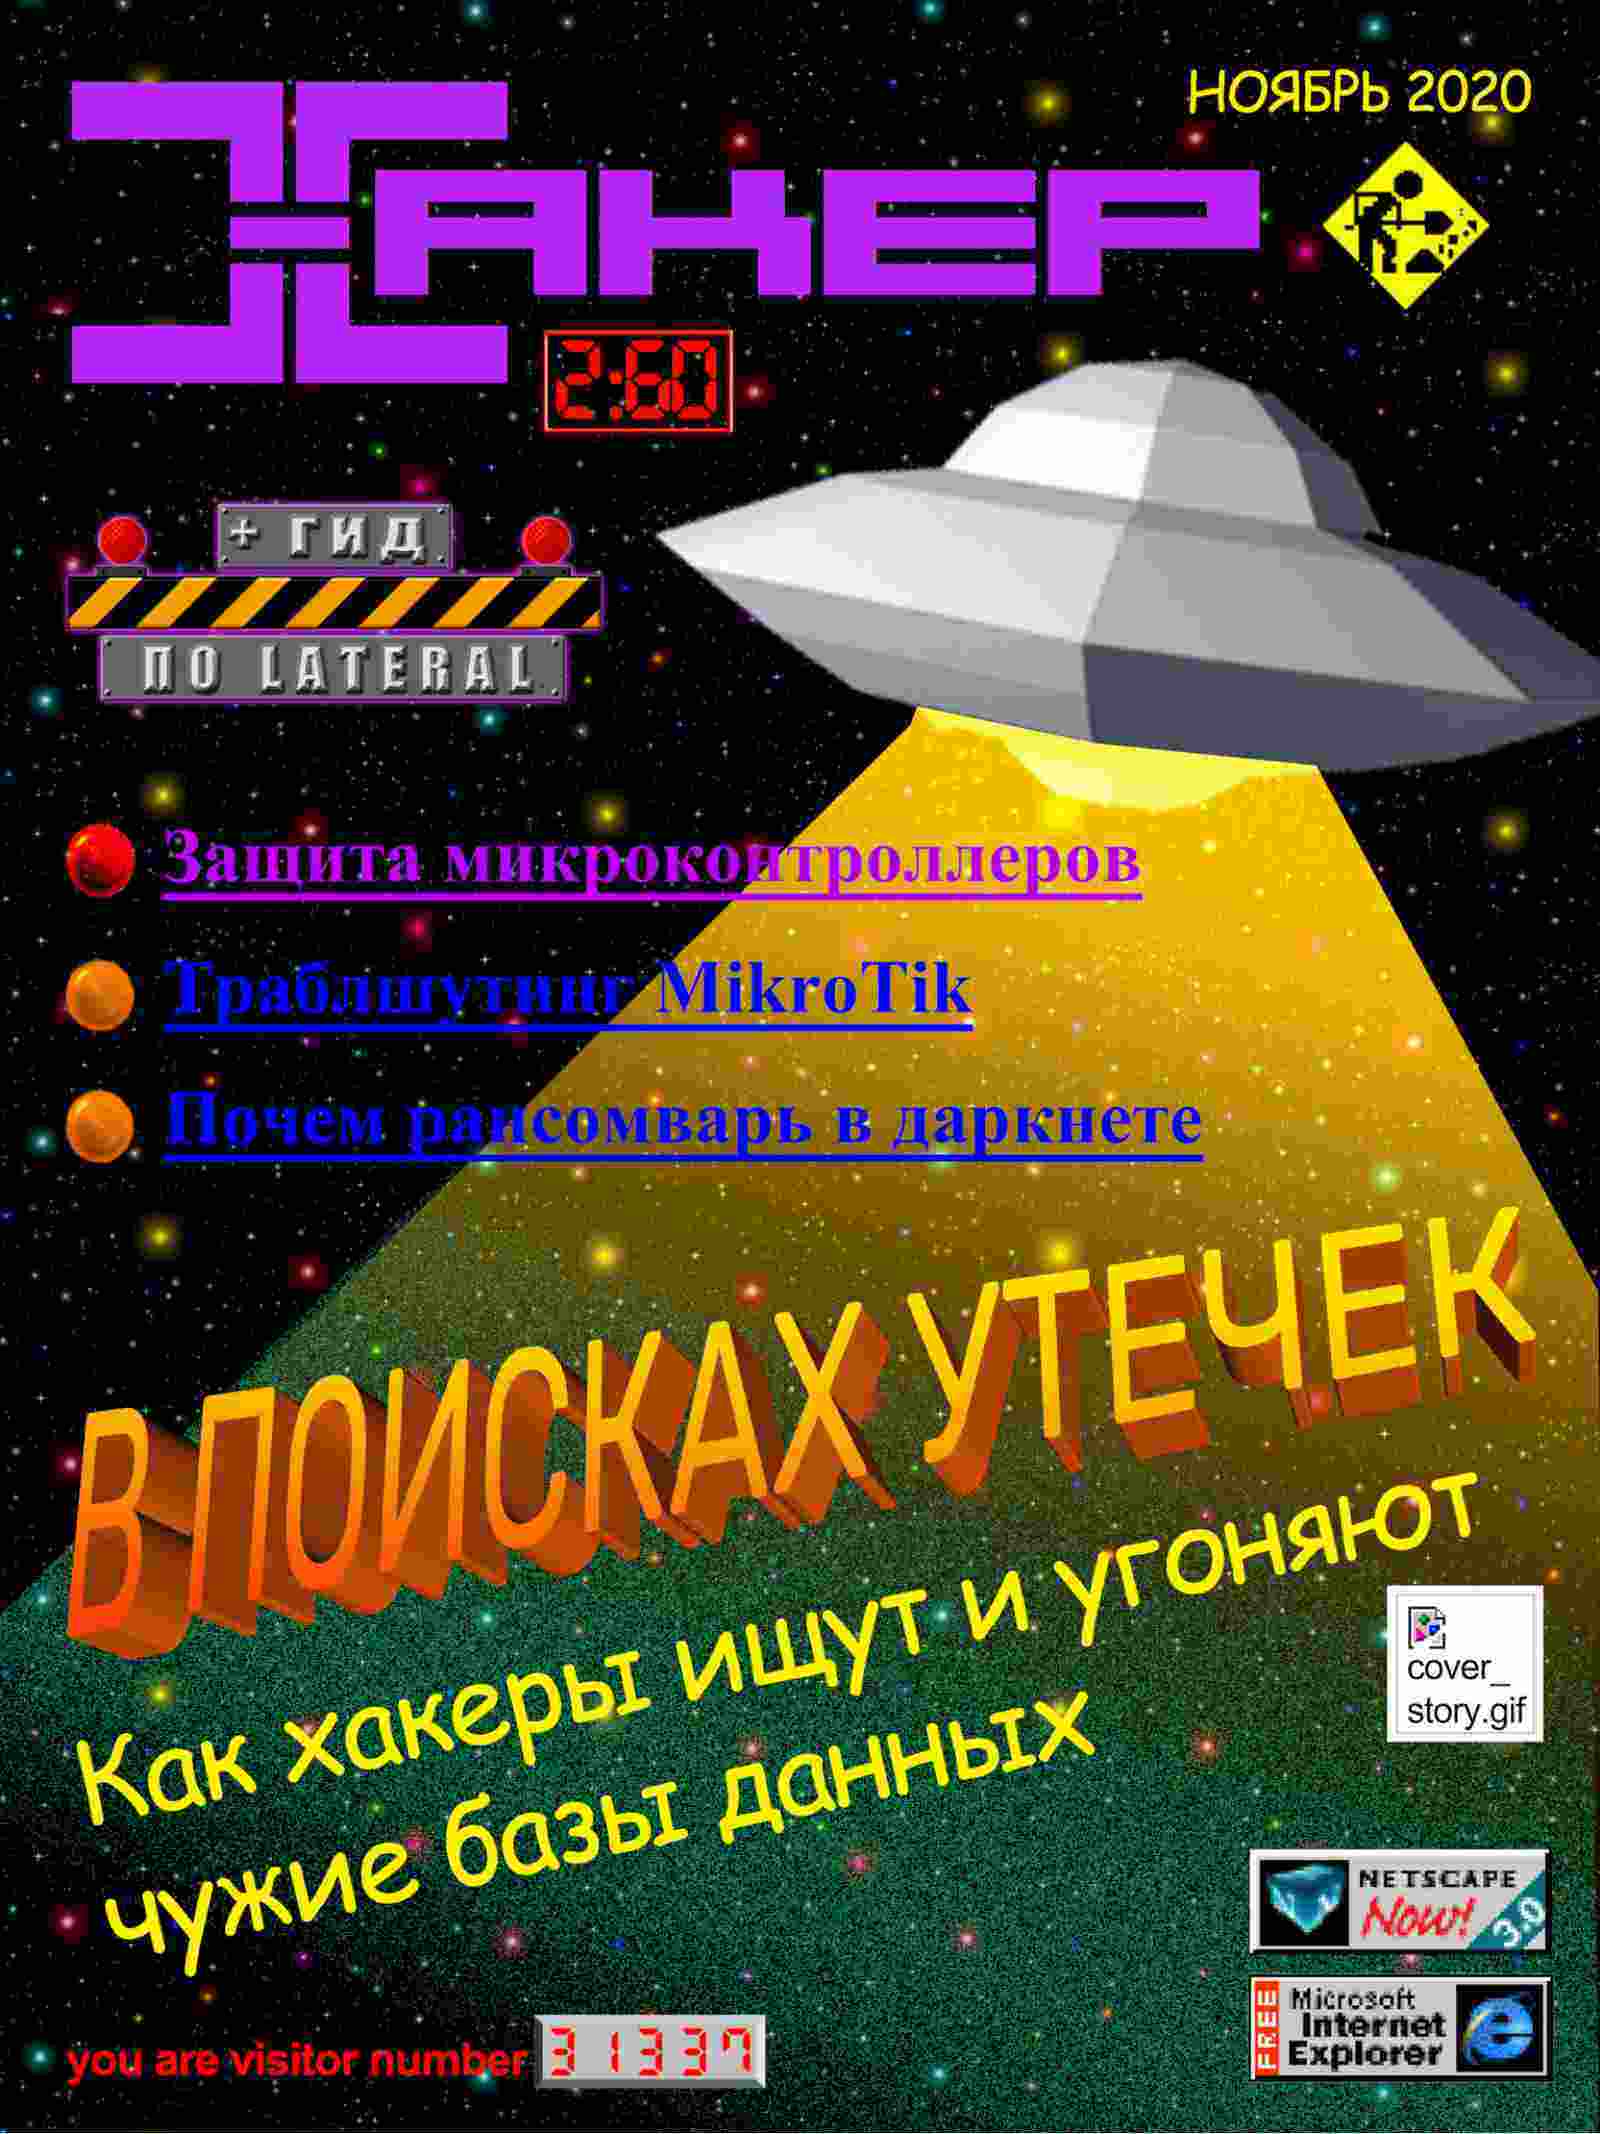 НОЯБРЬ 2020
ХАКЕР
2:60
+ ГИД
ПО LATERAL
Защита микроконтроллеров
Траблшутинг MikroTik
Почем рансомварь в даркнете
В ПОИСКАХ УТЕЧЕК
Как хакеры ищут и угоняют
чужие базы данных
cover_
story.gif
NETSCAPE
Now! 3.0
FREE
Microsoft
Internet
Explorer
you are visitor number 31337